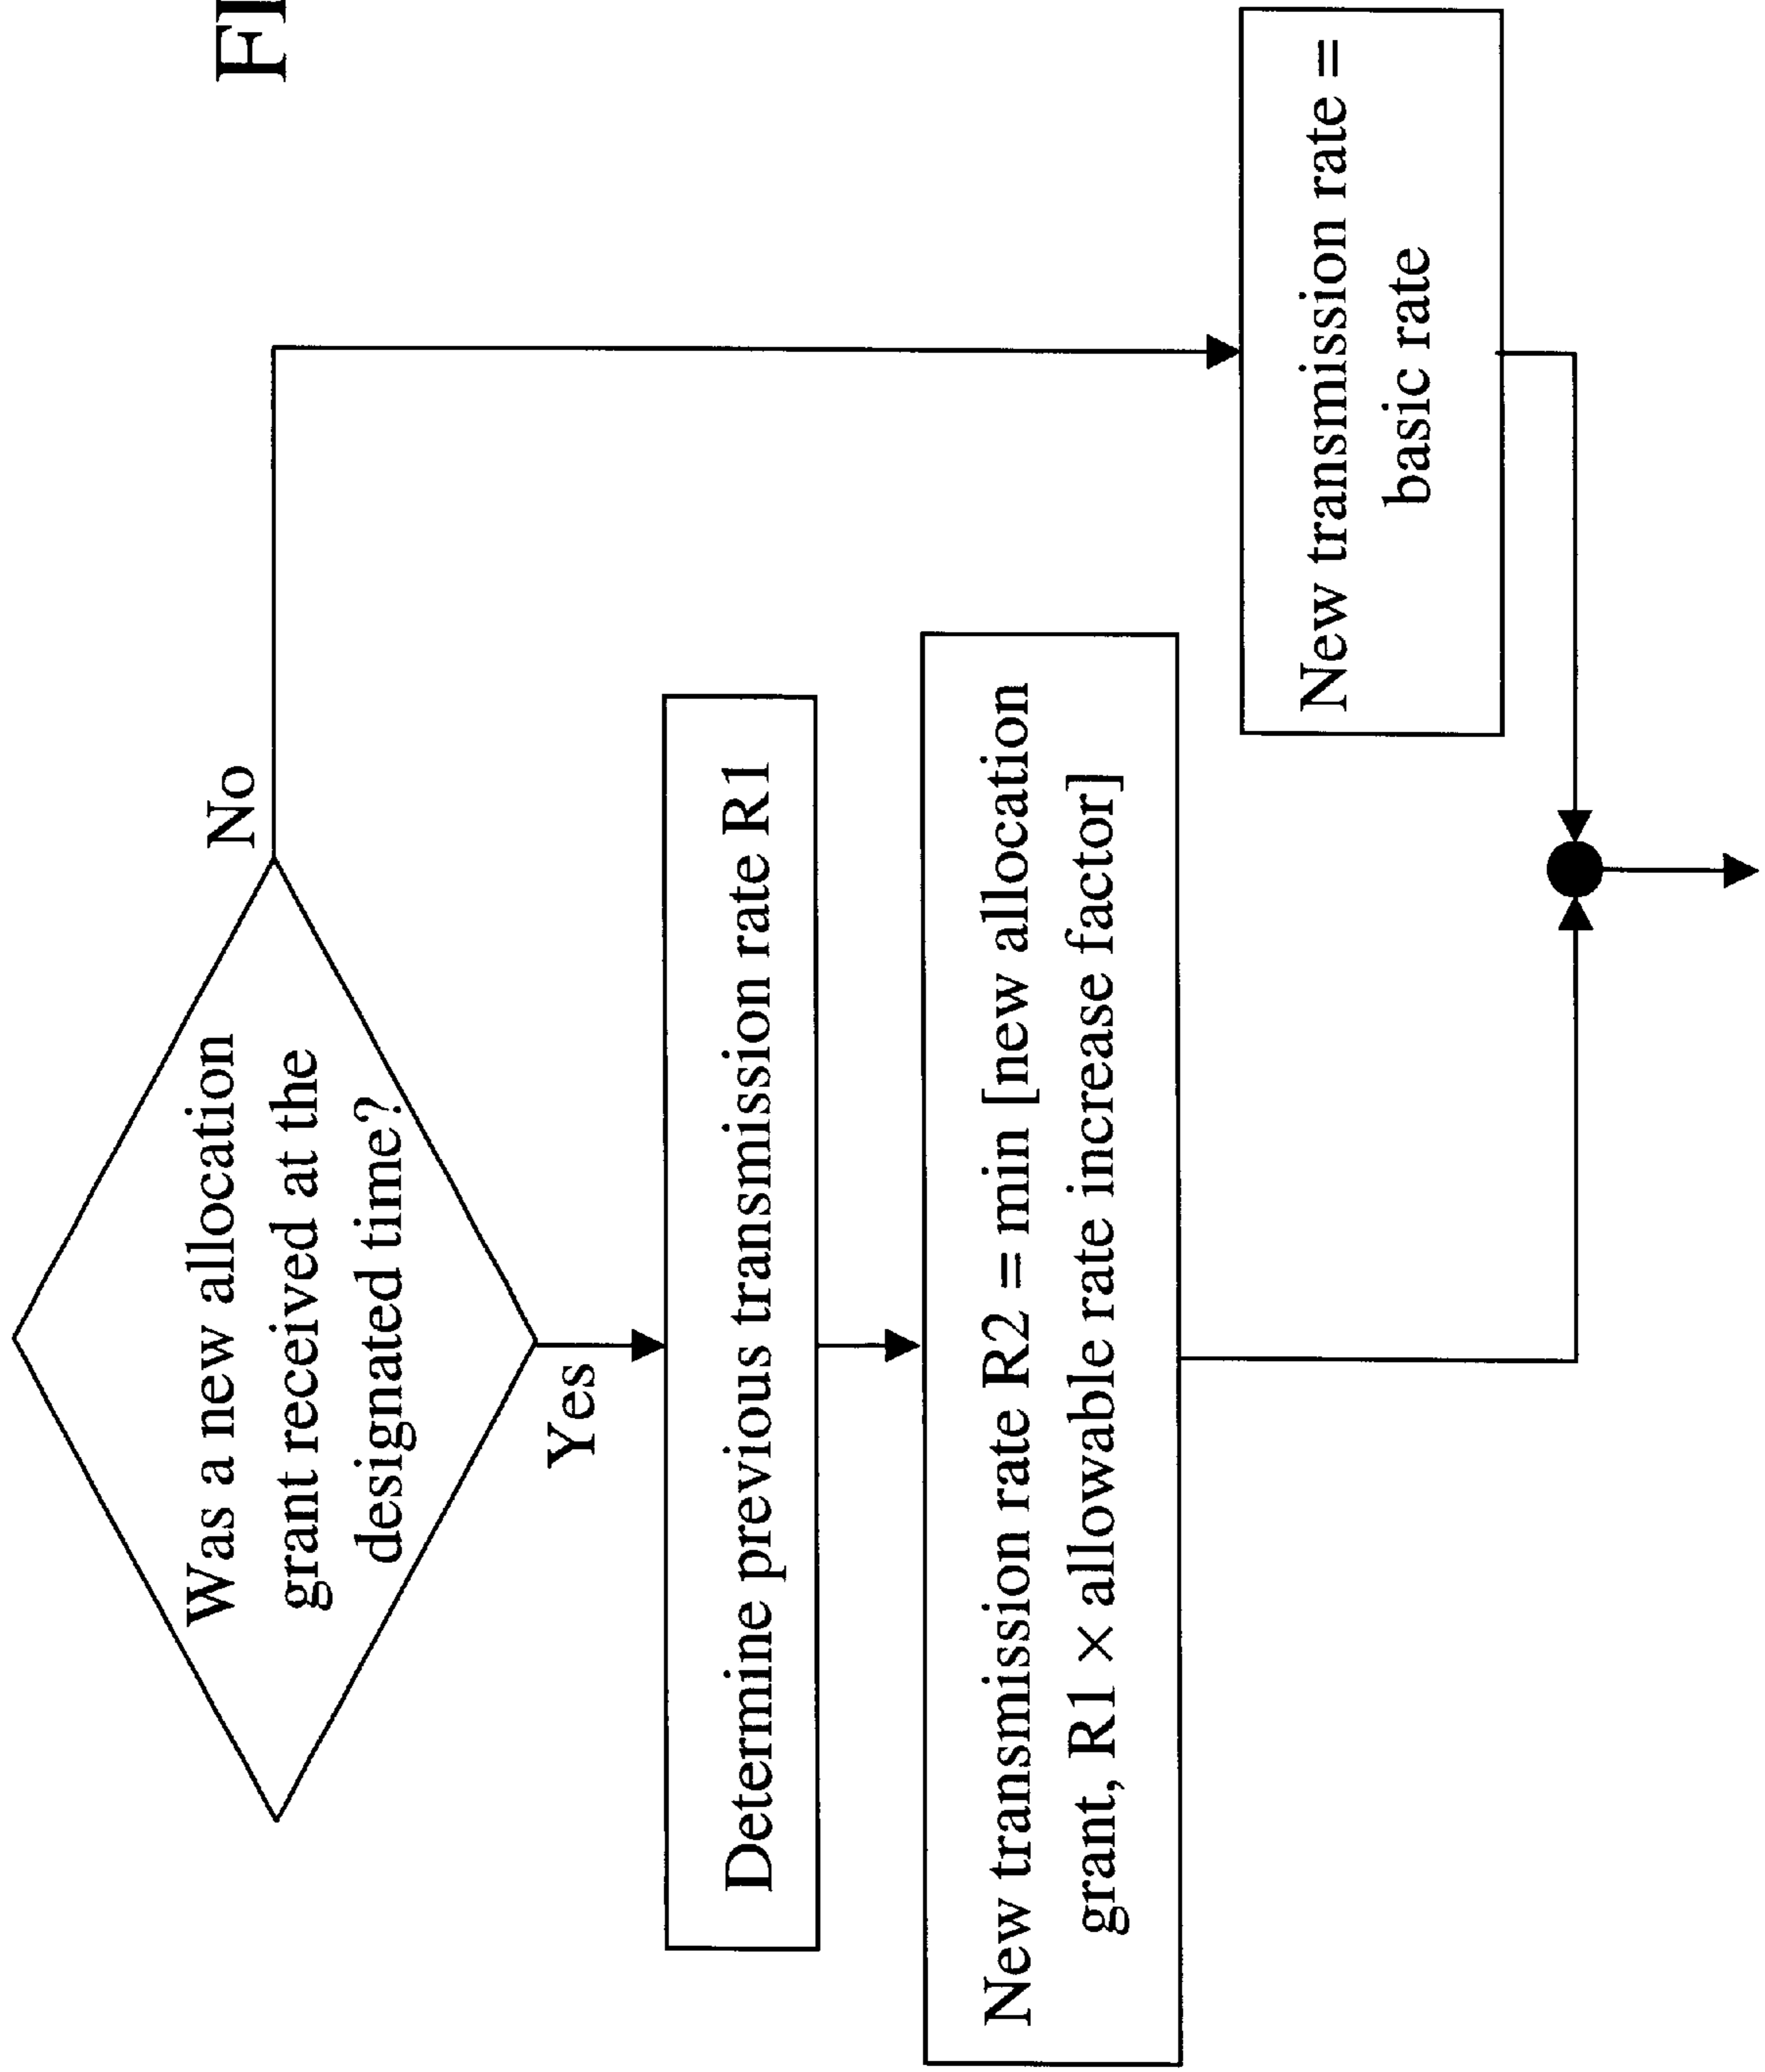 Was a new allocation
grant received at the
designated time?
No
Yes
Determine previous transmission rate R1
New transmission rate R2 = min [new allocation
grant, R1 × allowable rate increase factor]
New transmission rate =
basic rate